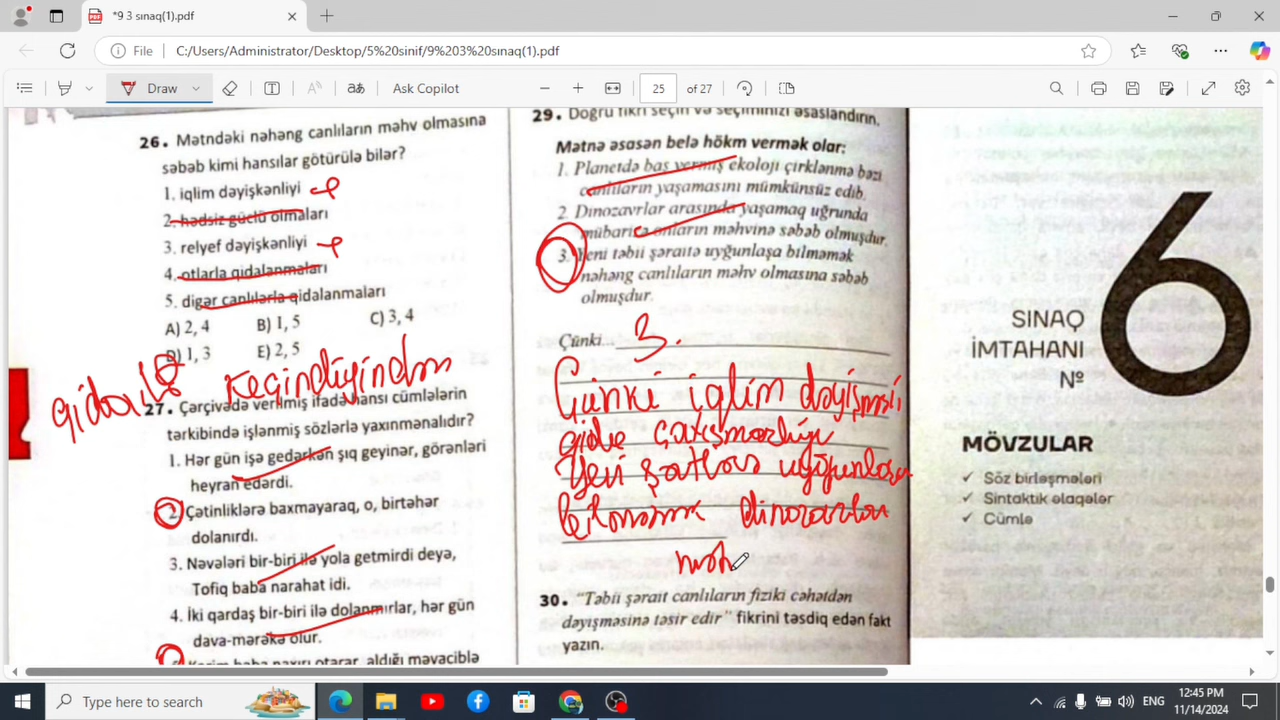 *9 3 sınaq(1).pdf
File
C:/Users/Administrator/Desktop/5%20sinif/9%203%20sınaq(1).pdf
Draw
Ask Copilot
25 of 27
26. Mətndəki nəhəng canlıların məhv olmasına
səbəb kimi hansılar götürülə bilər?
1. iqlim dəyişkənliyi
2. hədsiz güclü olmaları
3. relyef dəyişkənliyi
4. otlarla qidalanmaları
5. digər canlılarla qidalanmaları
A) 2, 4 B) 1, 5 C) 3, 4
D) 1, 3 E) 2, 5
keçindiyindən
27. Çərçivədə verilmiş ifadə hansı cümlələrin
tərkibində işlənmiş sözlərlə yaxınmənalıdır?
1. Hər gün işə gedərkən şıq geyinər, görənləri
heyran edərdi.
2. Çətinliklərə baxmayaraq, o, birtəhər
dolanırdı.
3. Nəvələri bir-biri ilə yola getmirdi deyə,
Tofiq baba narahat idi.
4. İki qardaş bir-biri ilə dolanmırlar, hər gün
dava-mərəkə olur.
5. Kərim baba naxırı otarar, aldığı məvaciblə
29. Doğru fikri seçin və seçiminizi əsaslandırın.
Mətnə əsasən belə hökm vermək olar:
1. Planetdə baş vermiş ekoloji çirklənmə bəzi
canlıların yaşamasını mümkünsüz edib.
2. Dinozavrlar arasında yaşamaq uğrunda
mübarizə onların məhvinə səbəb olmuşdur.
3. Yeni təbii şəraitə uyğunlaşa bilməmək
nəhəng canlıların məhv olmasına səbəb
olmuşdur.
Çünki... 3.
Çünki iqlim dəyişməsi,
qida çatışmazlığı
Yeni
dinozavrları
məh
30. "Təbii şərait canlıların fiziki cəhətdən
dəyişməsinə təsir edir" fikrini təsdiq edən fakt
yazın.
6
SINAQ
İMTAHANI
Nº
MÖVZULAR
✓ Söz birləşmələri
✓ Sintaktik əlaqələr
✓ Cümlə
Type here to search
ENG
12:45 PM
11/14/2024